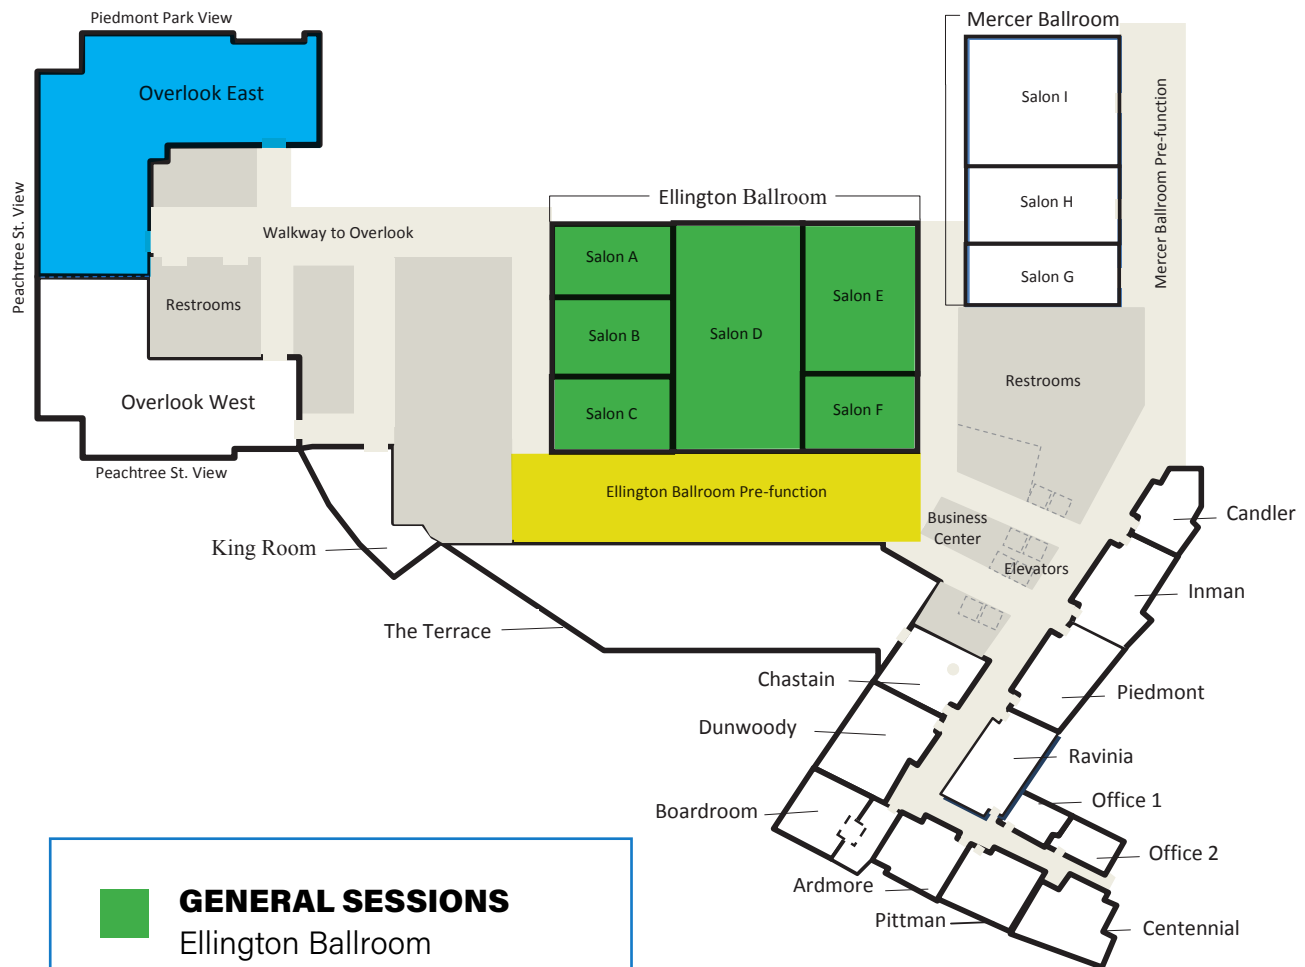 Piedmont Park View
Mercer Ballroom
Overlook East
Salon I
Mercer Ballroom Pre-function
Peachtree St. View
Ellington Ballroom
Salon H
Walkway to Overlook
Salon A
Salon G
Salon E
Restrooms
Salon B
Salon D
Restrooms
Overlook West
Salon C
Salon F
Peachtree St. View
Ellington Ballroom Pre-function
Business
Center
Candler
King Room
Elevators
Inman
The Terrace
Chastain
Piedmont
Dunwoody
Ravinia
Boardroom
Office 1
Office 2
Ardmore
Pittman
Centennial
GENERAL SESSIONS
Ellington Ballroom